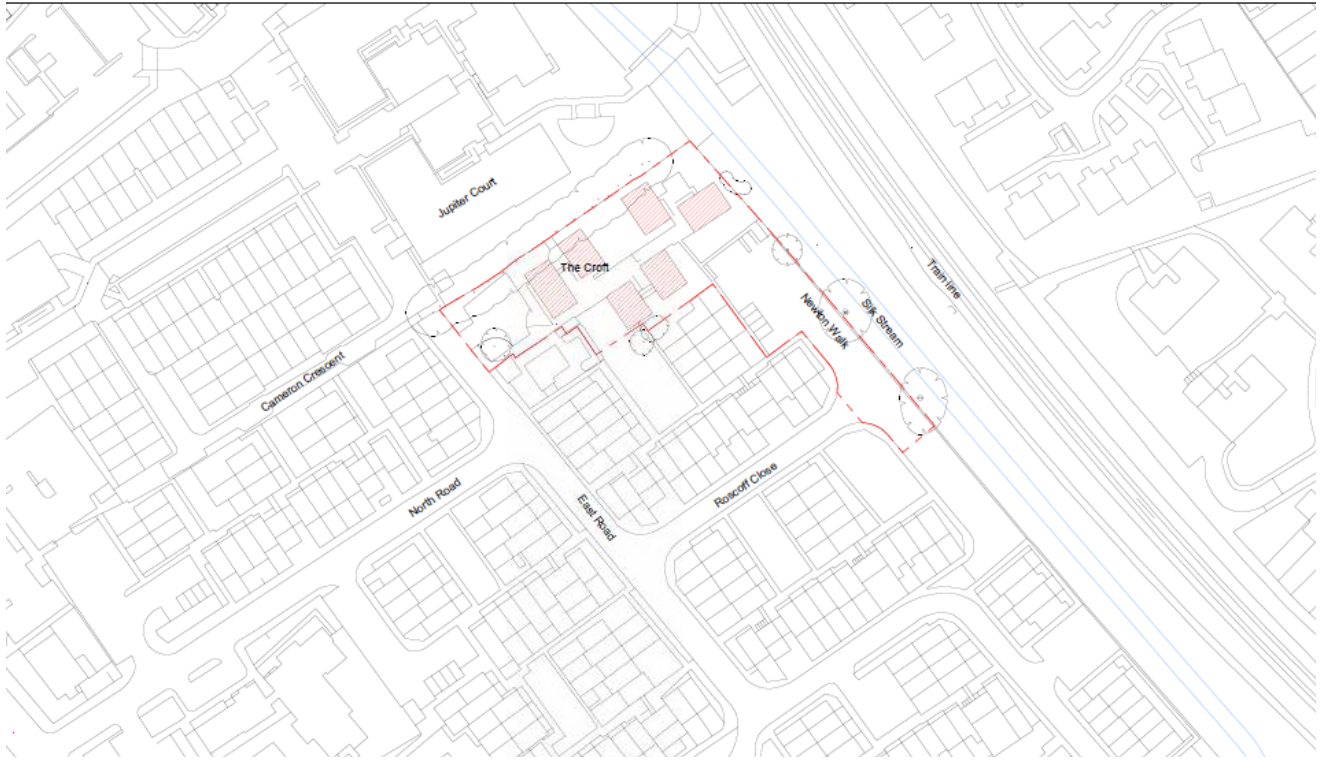 Jupiter Court
The Croft
Train line
Silk Stream
Newton Walk
Cameron Crescent
North Road
Roscoff Close
East Road